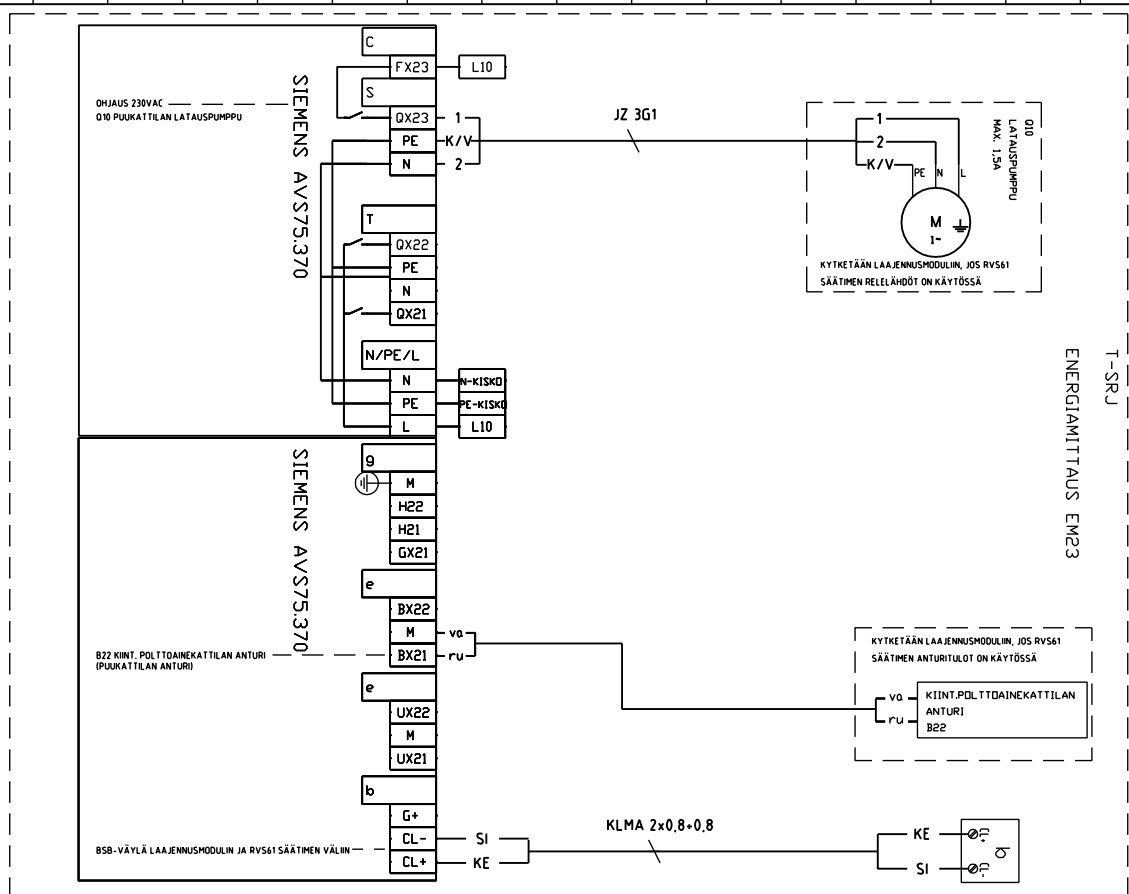 C
FX23
L10
S
QX23
1
PE
K/V
N
2
OHJAUS 230VAC
Q10 PUUKATTILAN LATAUSPUMPPU
SIEMENS AVS75.370
JZ 3G1
1
2
K/V
PE N L
M
1~
Q10
LATAUSPUMPPU
MAX. 1,5A
KYTKETÄÄN LAAJENNUSMODULIIN, JOS RVS61
SÄÄTIMEN RELELÄHDÖT ON KÄYTÖSSÄ
T
QX22
PE
N
QX21
N/PE/L
N
N-KISKO
PE
PE-KISKO
L
L10
T-SRJ
ENERGIAMITTAUS EM23
SIEMENS AVS75.370
g
M
H22
H21
GX21
e
BX22
M
va
BX21
ru
B22 KIINT. POLTTOAINEKATTILAN ANTURI
(PUUKATTILAN ANTURI)
KYTKETÄÄN LAAJENNUSMODULIIN, JOS RVS61
SÄÄTIMEN ANTURITULOT ON KÄYTÖSSÄ
va
ru
KIINT.POLTTOAINEKATTILAN
ANTURI
B22
e
UX22
M
UX21
b
G+
CL-
SI
CL+
KE
BSB-VÄYLÄ LAAJENNUSMODULIN JA RVS61 SÄÄTIMEN VÄLIIN
KLMA 2x0,8+0,8
KE
SI
CL+
CL-
b